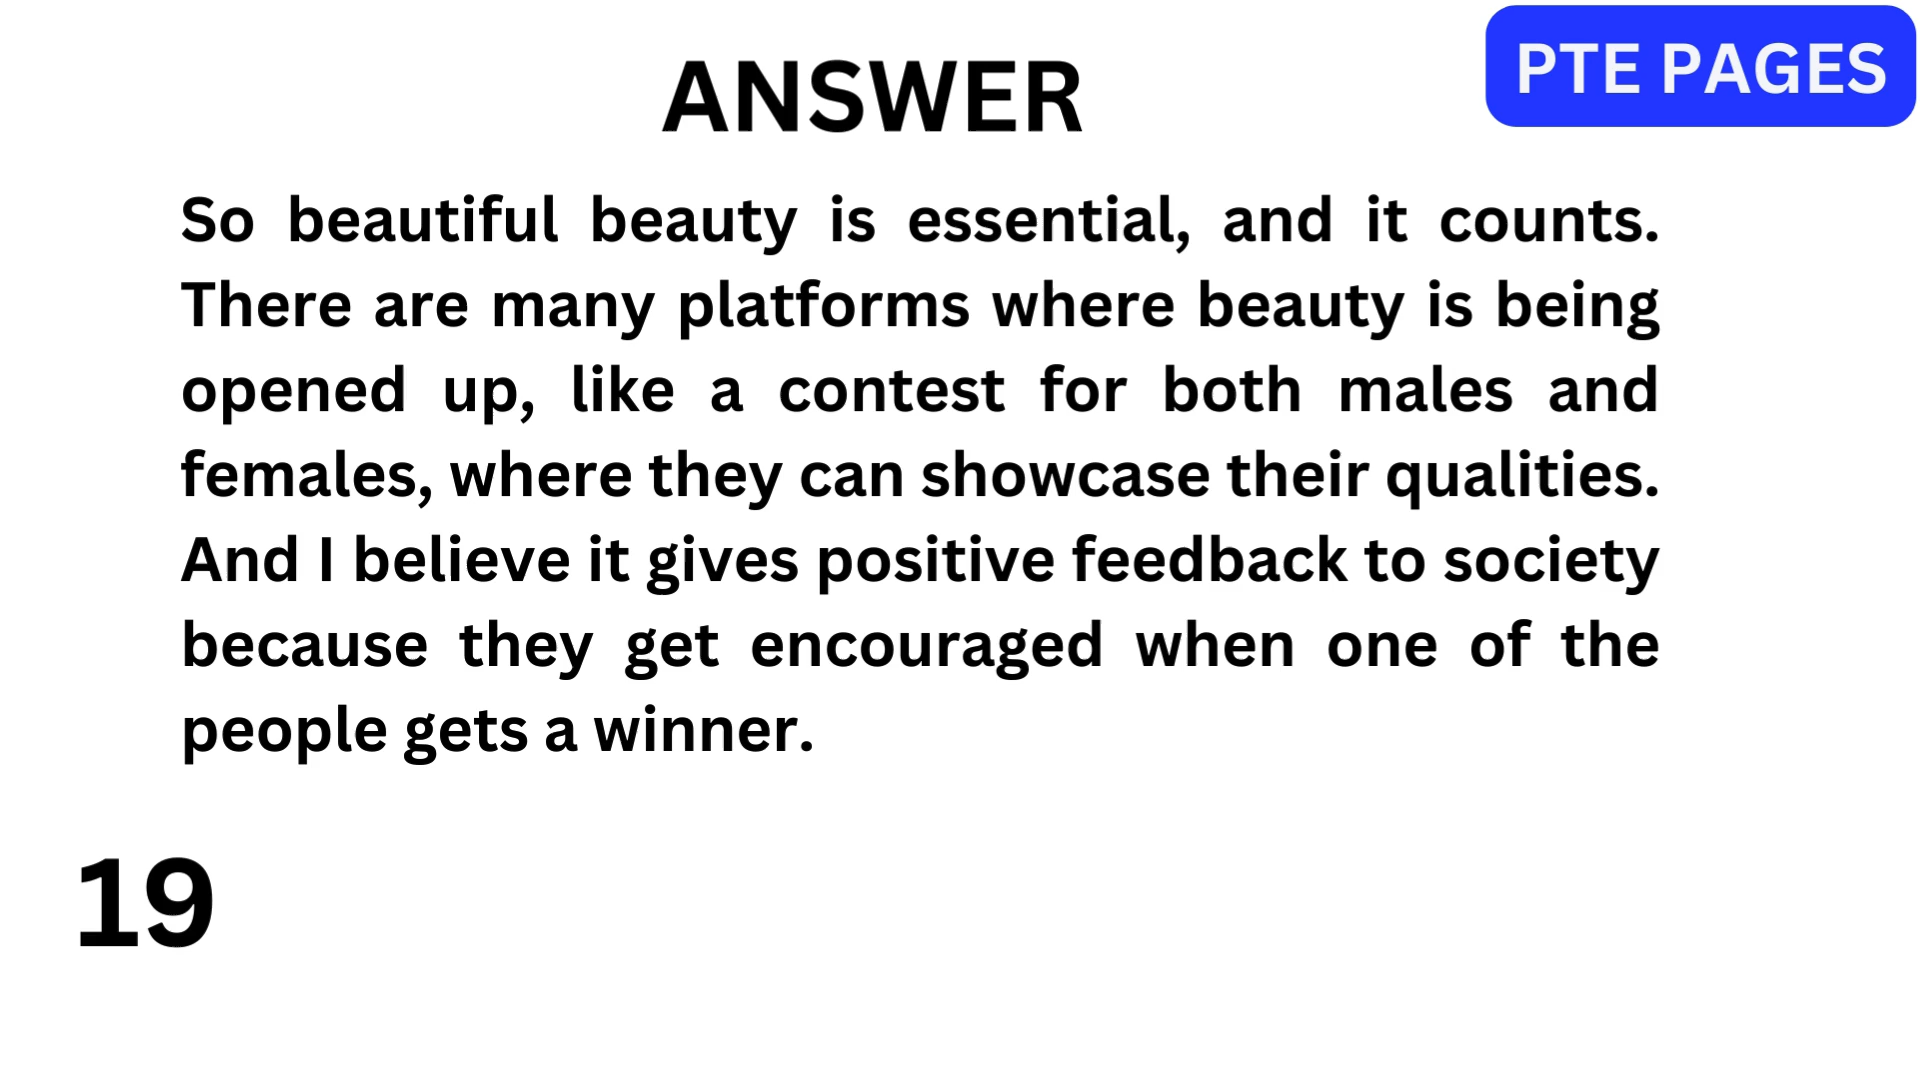 PTE PAGES
ANSWER
So beautiful beauty is essential, and it counts.
There are many platforms where beauty is being
opened up, like a contest for both males and
females, where they can showcase their qualities.
And I believe it gives positive feedback to society
because they get encouraged when one of the
people gets a winner.
19